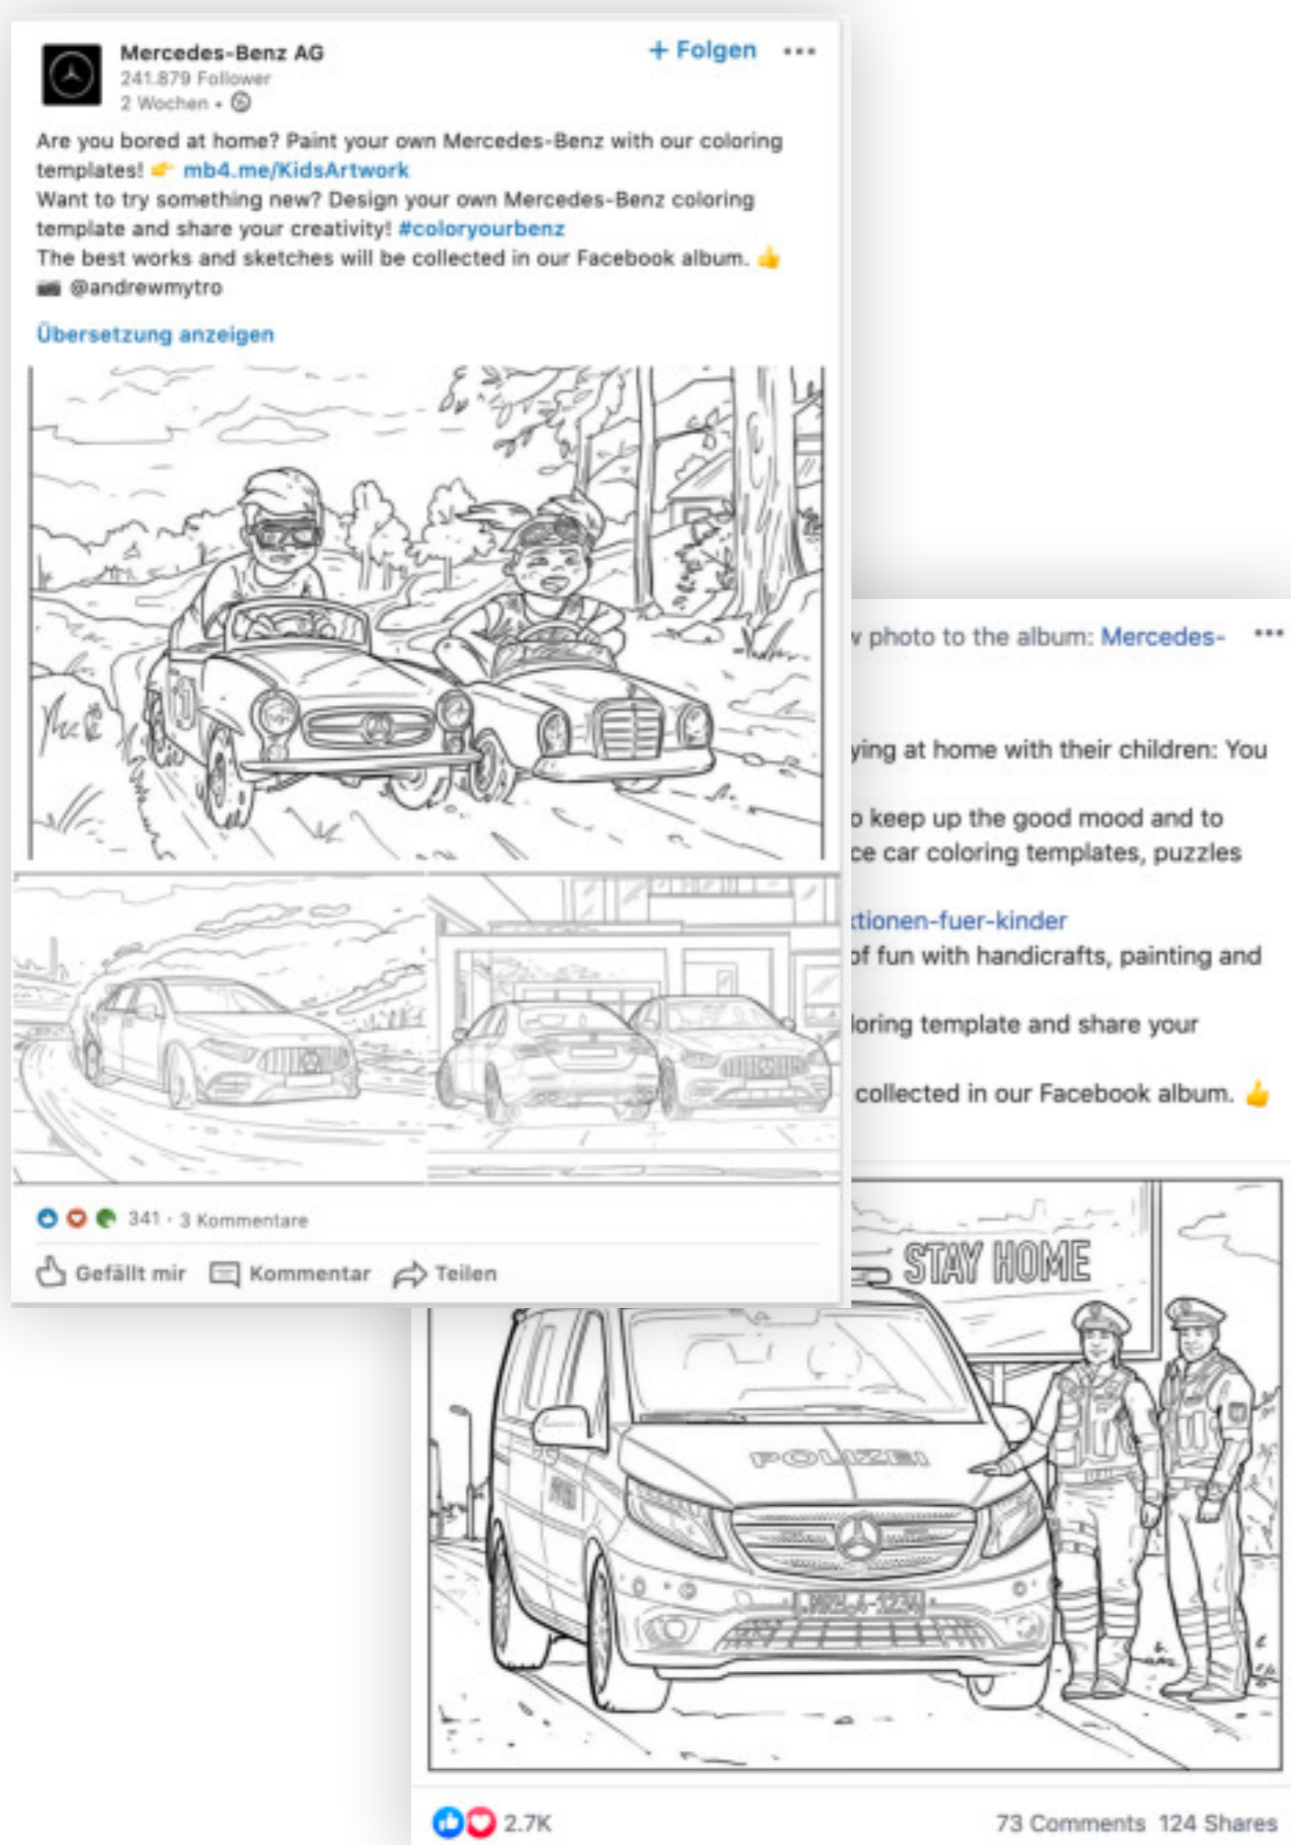 Mercedes-Benz AG
+ Folgen
241.879 Follower
2 Wochen •
Are you bored at home? Paint your own Mercedes-Benz with our coloring
templates! 👉 mb4.me/KidsArtwork
Want to try something new? Design your own Mercedes-Benz coloring
template and share your creativity! #coloryourbenz
The best works and sketches will be collected in our Facebook album. 👍
📷 @andrewmytro
Übersetzung anzeigen
341 · 3 Kommentare
Gefällt mir Kommentar Teilen
photo to the album: Mercedes-
ying at home with their children: You
keep up the good mood and to
ce car coloring templates, puzzles
ktionen-fuer-kinder
of fun with handicrafts, painting and
loring template and share your
collected in our Facebook album. 👍
STAY HOME
POLIZEI
2.7K
73 Comments 124 Shares